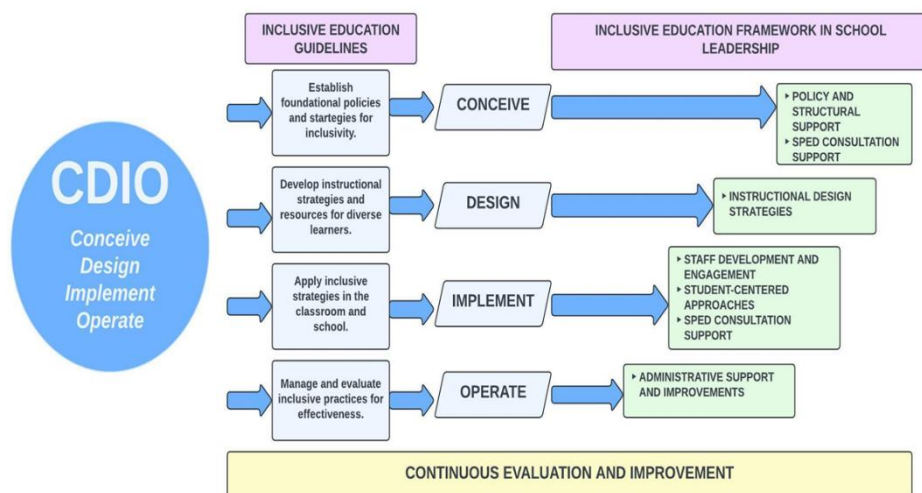 INCLUSIVE EDUCATION
GUIDELINES
INCLUSIVE EDUCATION FRAMEWORK IN SCHOOL
LEADERSHIP
CDIO
Conceive
Design
Implement
Operate
Establish
foundational policies
and startegies for
inclusivity.
CONCEIVE
‣ POLICY AND
STRUCTURAL
SUPPORT
‣ SPED CONSULTATION
SUPPORT
Develop instructional
strategies and
resources for diverse
learners.
DESIGN
‣ INSTRUCTIONAL DESIGN
STRATEGIES
Apply inclusive
strategies in the
classroom and
school.
IMPLEMENT
‣ STAFF DEVELOPMENT AND
ENGAGEMENT
‣ STUDENT-CENTERED
APPROACHES
‣ SPED CONSULTATION
SUPPORT
Manage and evaluate
inclusive practices for
effectiveness.
OPERATE
‣ ADMINISTRATIVE SUPPORT
AND IMPROVEMENTS
CONTINUOUS EVALUATION AND IMPROVEMENT